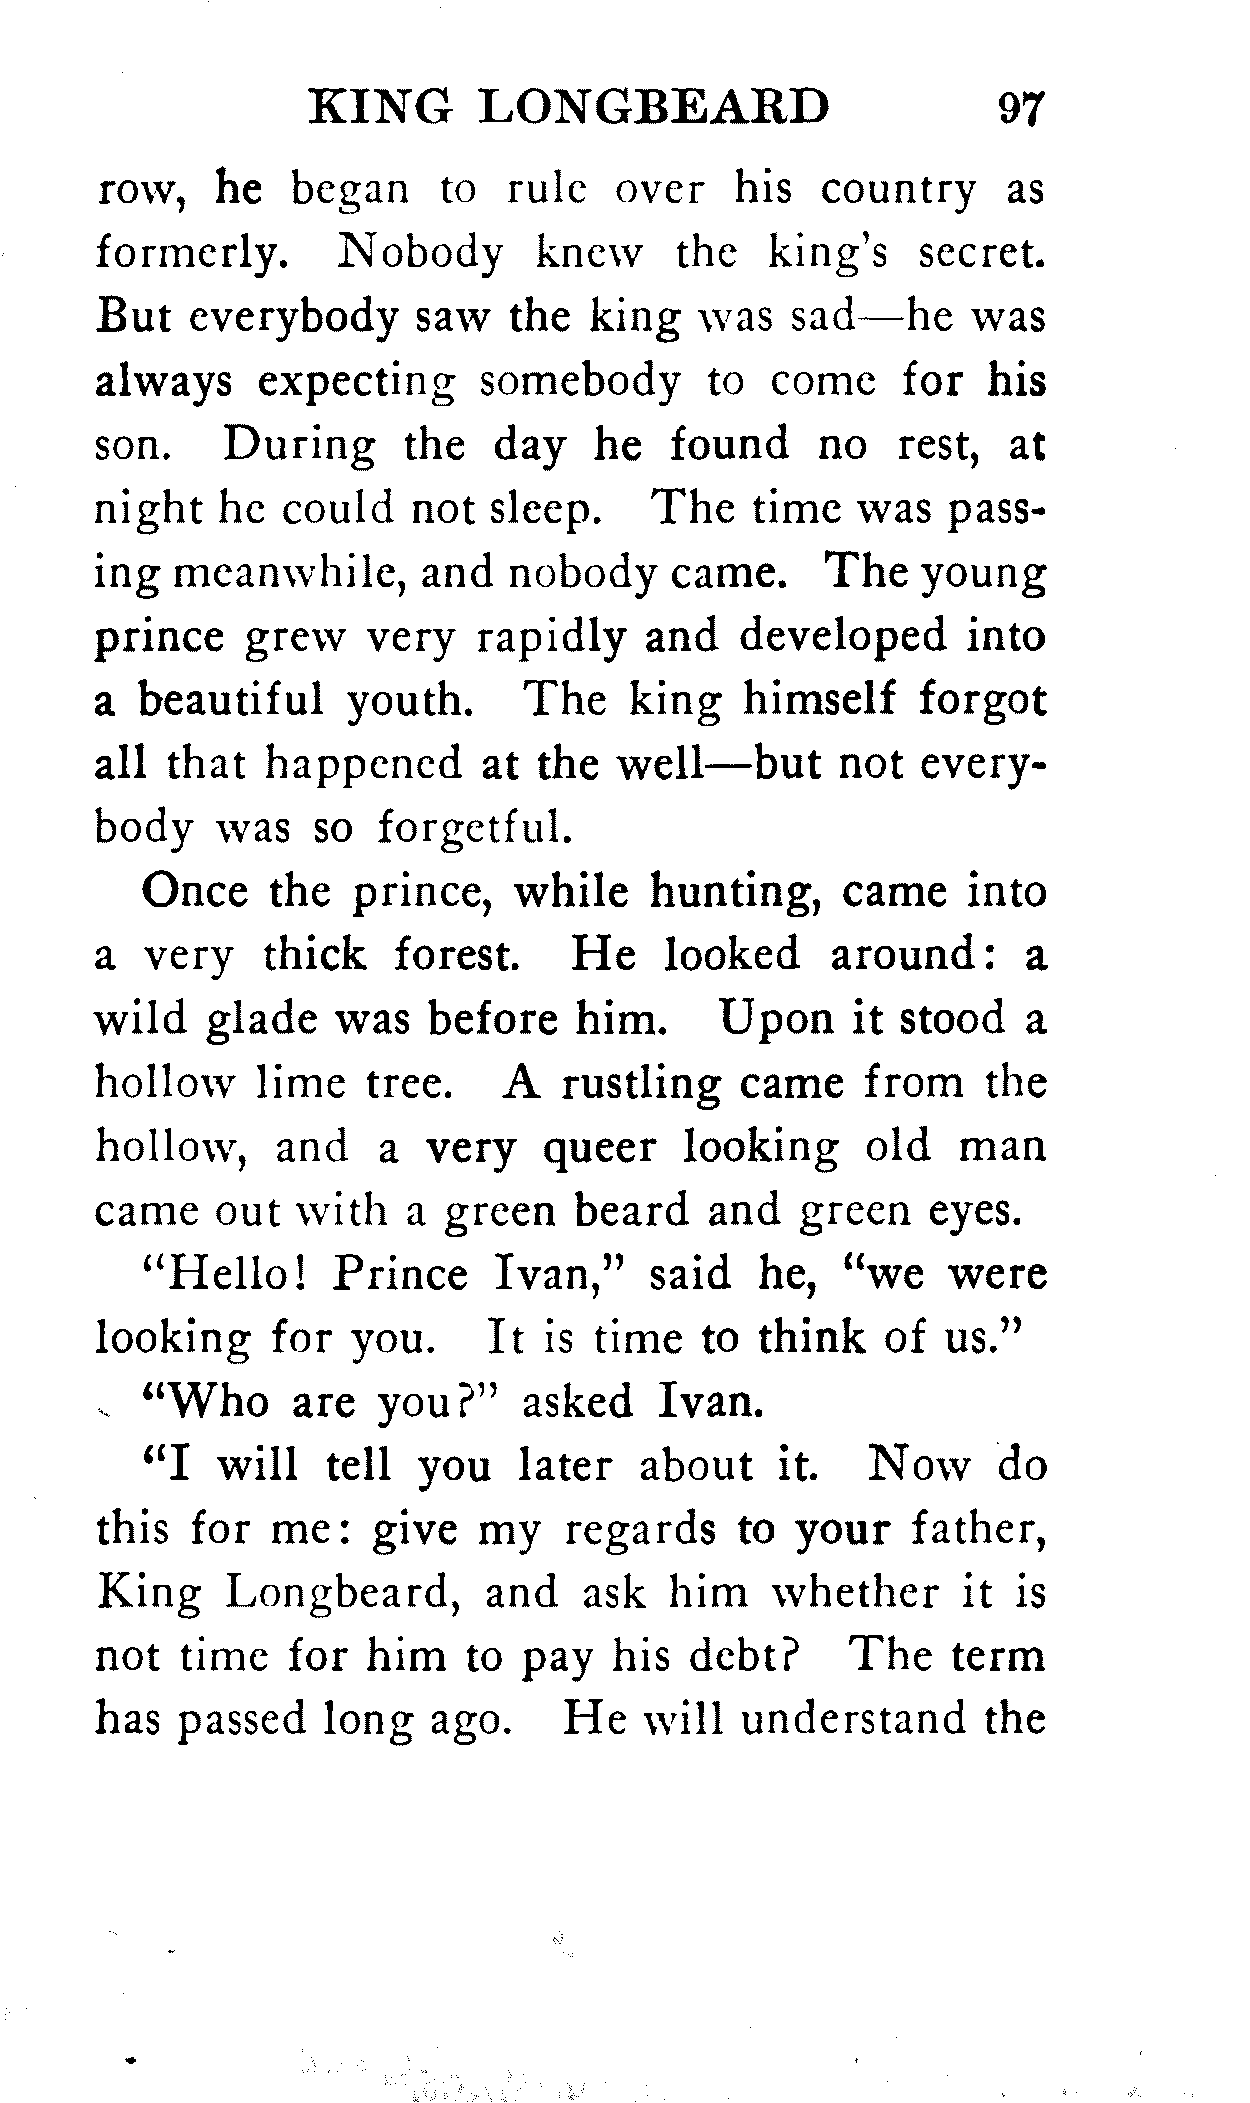 KING LONGBEARD 97
row, he began to rule over his country as
formerly. Nobody knew the king's secret.
But everybody saw the king was sad—he was
always expecting somebody to come for his
son. During the day he found no rest, at
night he could not sleep. The time was pass-
ing meanwhile, and nobody came. The young
prince grew very rapidly and developed into
a beautiful youth. The king himself forgot
all that happened at the well—but not every-
body was so forgetful.
Once the prince, while hunting, came into
a very thick forest. He looked around: a
wild glade was before him. Upon it stood a
hollow lime tree. A rustling came from the
hollow, and a very queer looking old man
came out with a green beard and green eyes.
"Hello! Prince Ivan," said he, "we were
looking for you. It is time to think of us."
"Who are you?" asked Ivan.
"I will tell you later about it. Now do
this for me: give my regards to your father,
King Longbeard, and ask him whether it is
not time for him to pay his debt? The term
has passed long ago. He will understand the